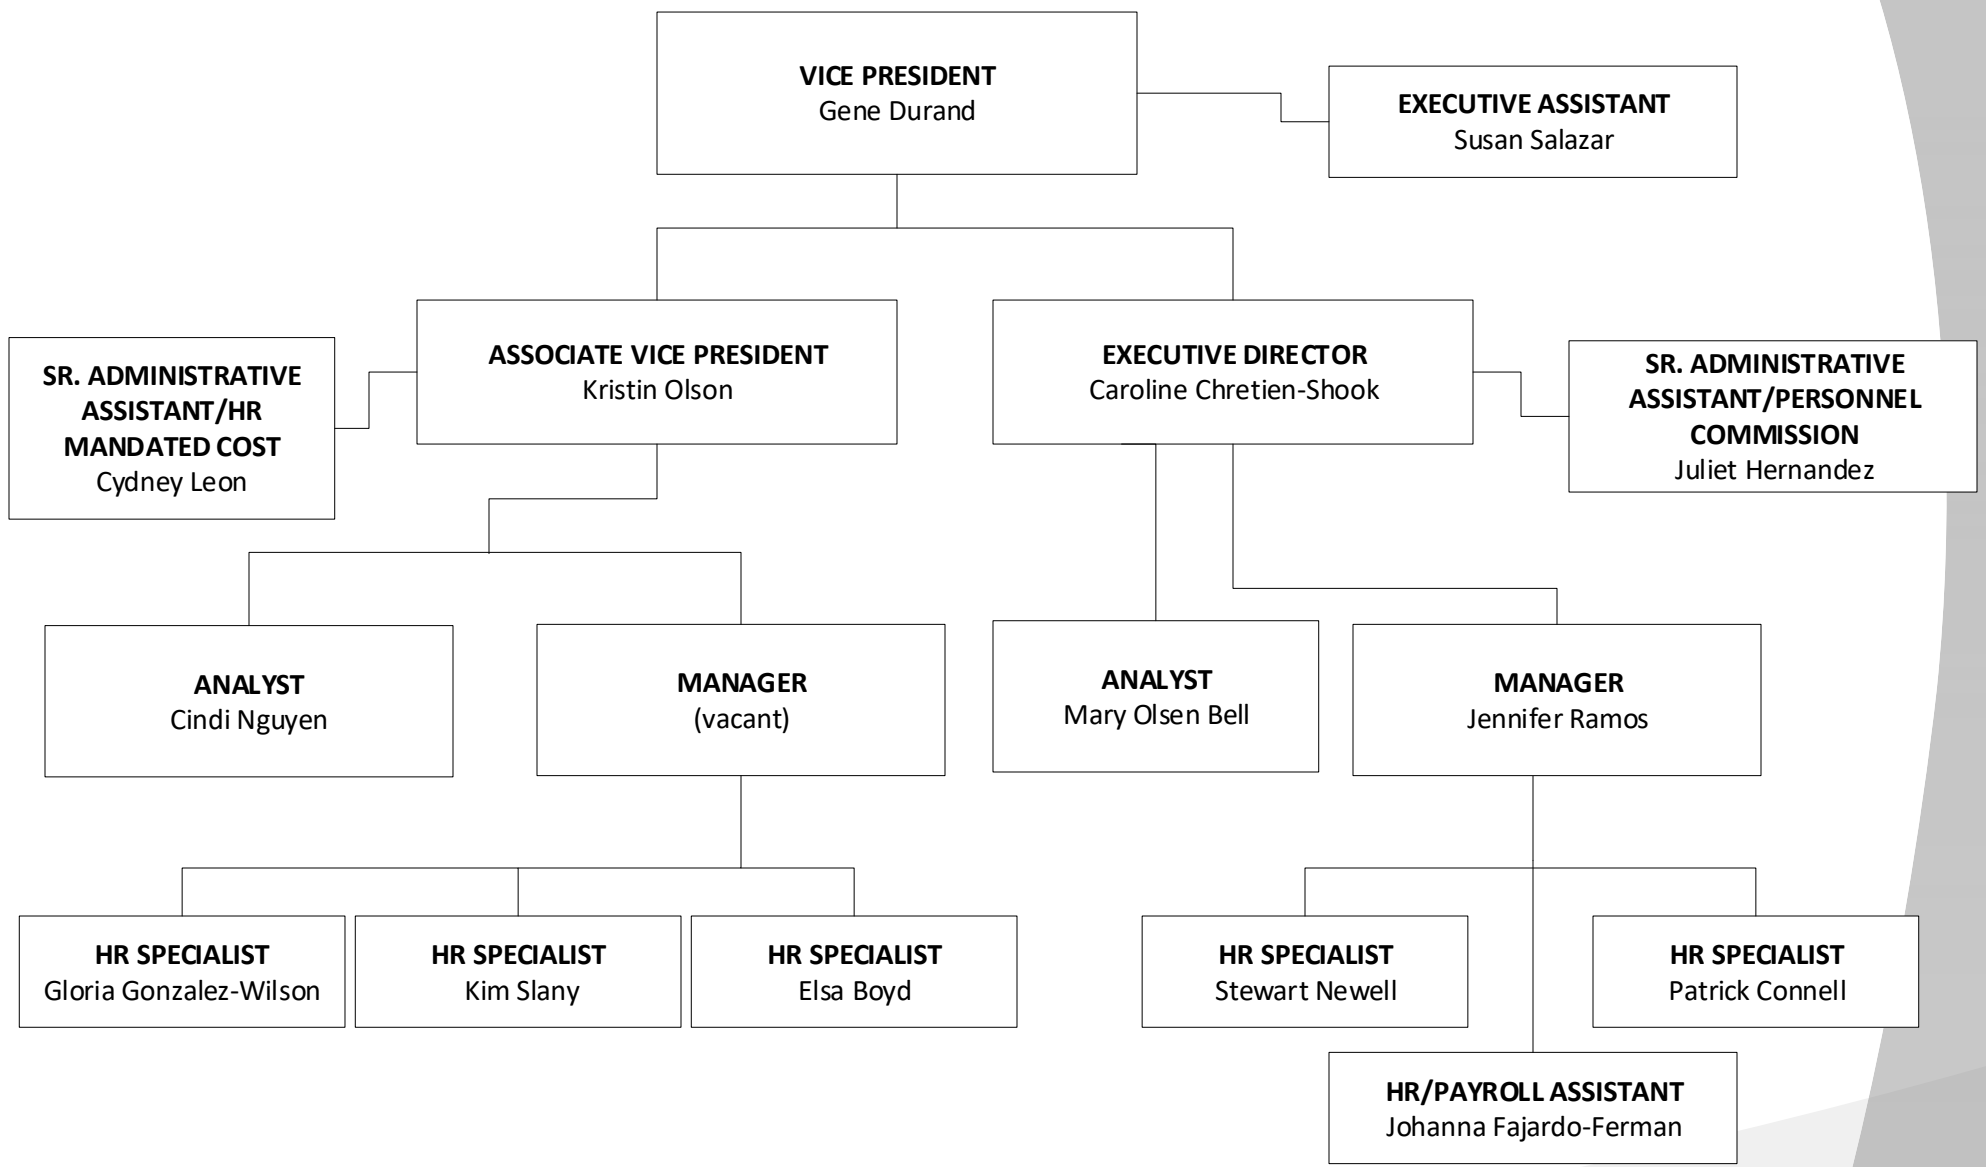 VICE PRESIDENT
Gene Durand
EXECUTIVE ASSISTANT
Susan Salazar
SR. ADMINISTRATIVE
ASSISTANT/HR
MANDATED COST
Cydney Leon
ASSOCIATE VICE PRESIDENT
Kristin Olson
EXECUTIVE DIRECTOR
Caroline Chretien-Shook
SR. ADMINISTRATIVE
ASSISTANT/PERSONNEL
COMMISSION
Juliet Hernandez
ANALYST
Cindi Nguyen
MANAGER
(vacant)
ANALYST
Mary Olsen Bell
MANAGER
Jennifer Ramos
HR SPECIALIST
Gloria Gonzalez-Wilson
HR SPECIALIST
Kim Slany
HR SPECIALIST
Elsa Boyd
HR SPECIALIST
Stewart Newell
HR SPECIALIST
Patrick Connell
HR/PAYROLL ASSISTANT
Johanna Fajardo-Ferman